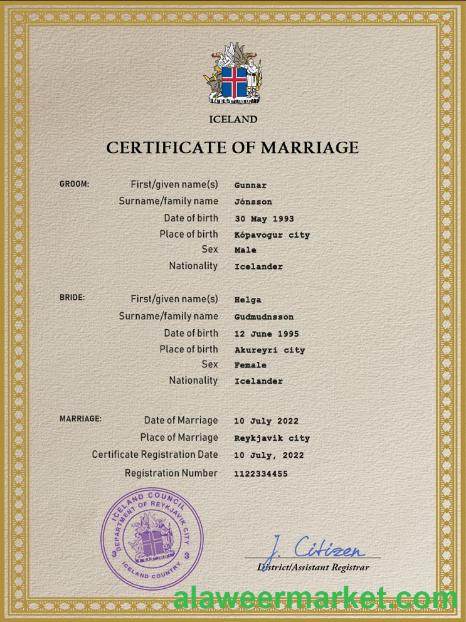 ICELAND
CERTIFICATE OF MARRIAGE
GROOM: First/given name(s) Gunnar
Surname/family name Jónsson
Date of birth 30 May 1993
Place of birth Kópavogur city
Sex Male
Nationality Icelander
BRIDE: First/given name(s) Helga
Surname/family name Gudmudnsson
Date of birth 12 June 1995
Place of birth Akureyri city
Sex Female
Nationality Icelander
MARRIAGE: Date of Marriage 10 July 2022
Place of Marriage Reykjavik city
Certificate Registration Date 10 July, 2022
Registration Number 1122334455
ICELAND COUNCIL
DEPARTMENT OF REYKJAVIK CITY
3 3
ICELAND COUNTRY
J. Citizen
District/Assistant Registrar
alaweermarket.com